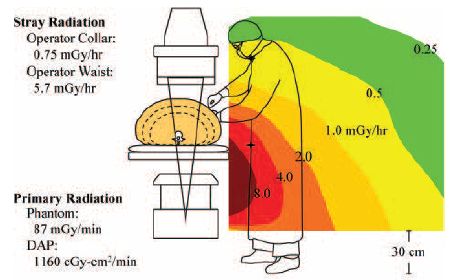 Stray Radiation
Operator Collar:
0.75 mGy/hr
Operator Waist:
5.7 mGy/hr
0.25
0.5
1.0 mGy/hr
2.0
4.0
8.0
Primary Radiation
Phantom:
87 mGy/min
DAP:
1160 cGy-cm²/min
30 cm